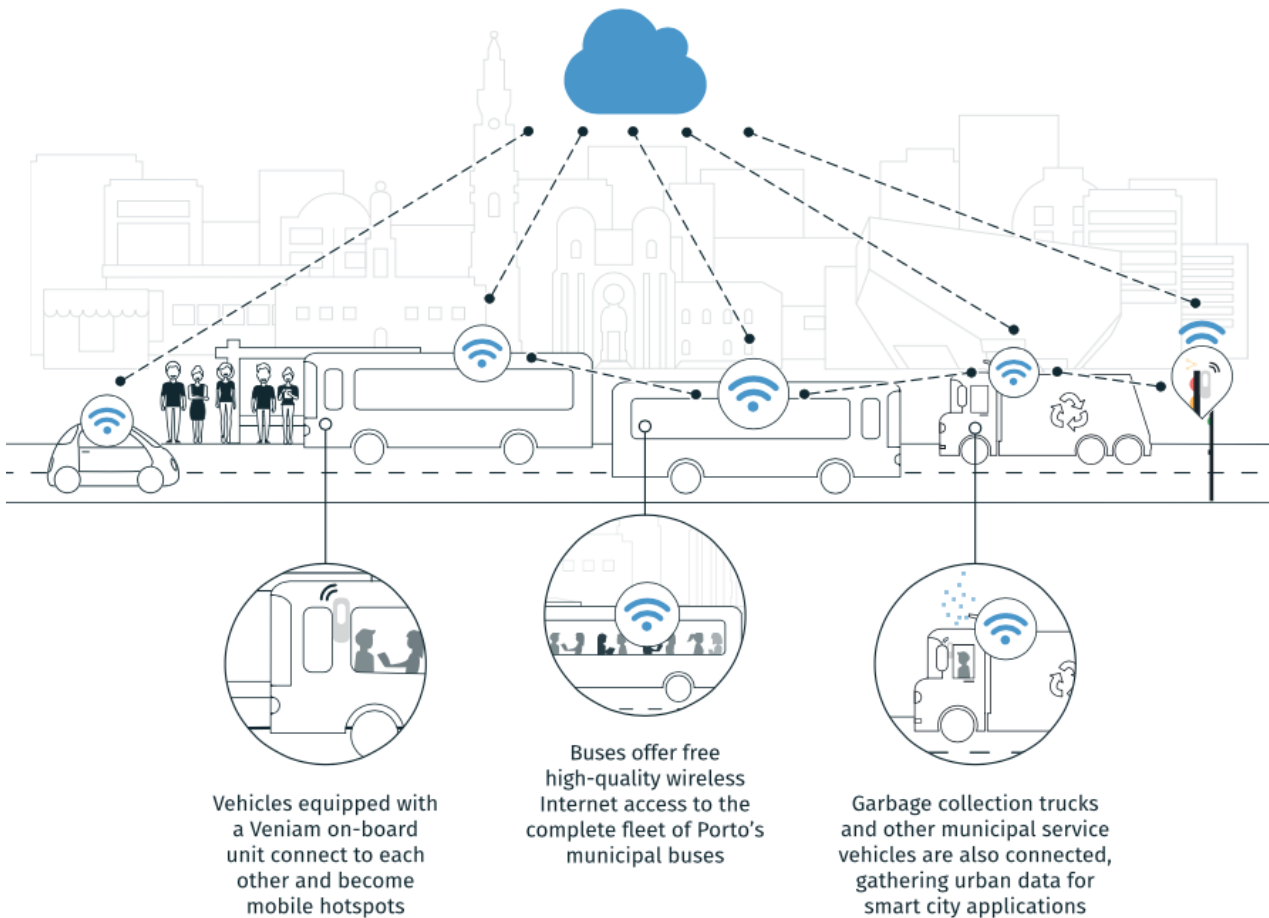 Vehicles equipped with
a Veniam on-board
unit connect to each
other and become
mobile hotspots
Buses offer free
high-quality wireless
Internet access to the
complete fleet of Porto's
municipal buses
Garbage collection trucks
and other municipal service
vehicles are also connected,
gathering urban data for
smart city applications